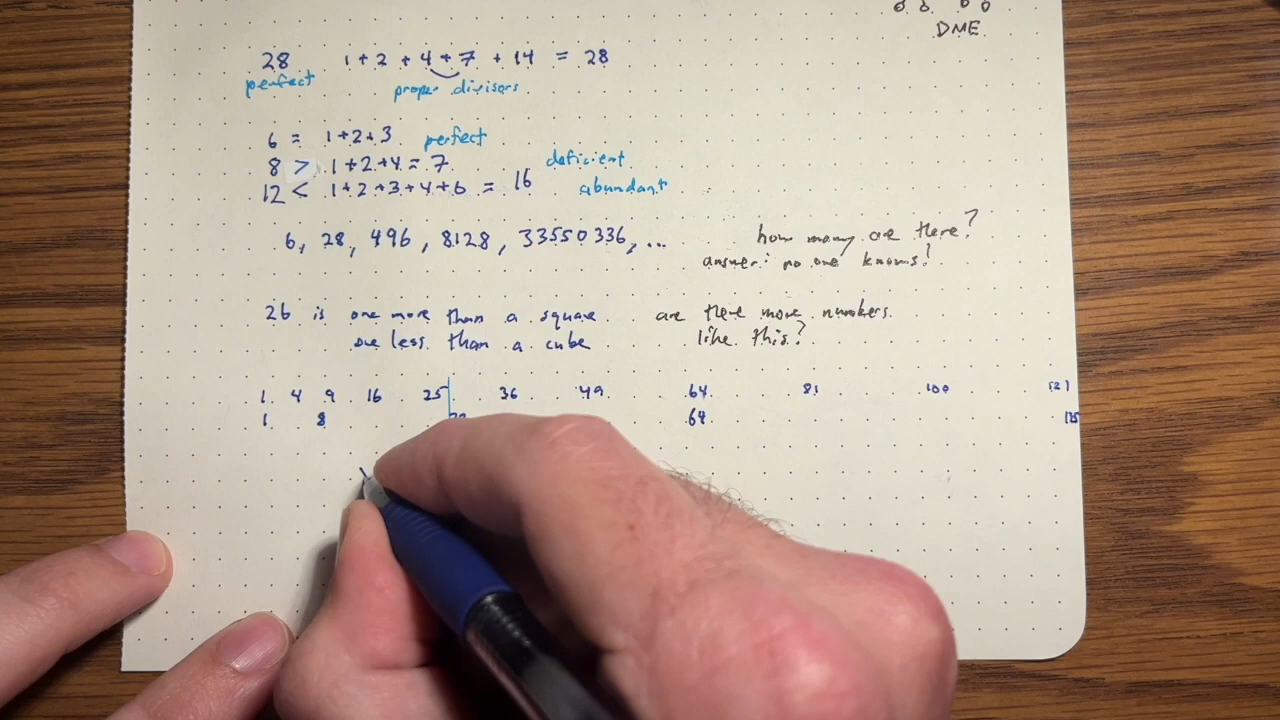 DME
28 1+2+4+7+14 = 28
perfect proper divisors
6 = 1+2+3 perfect
8 > 1+2+4=7 deficient
12 < 1+2+3+4+6 = 16 abundant
6, 28, 496, 8128, 33550336, ... how many are there?
answer: no one knows!
26 is one more than a square are there more numbers
one less than a cube like this?
1 4 9 16 25 36 49 64 81 100 121
1 8 27 64 125